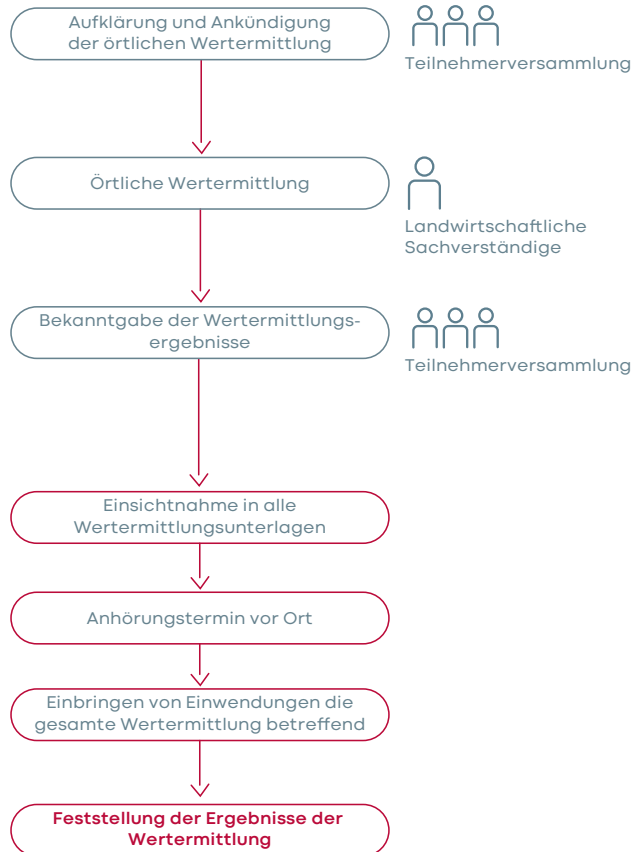 Aufklärung und Ankündigung
der örtlichen Wertermittlung
Teilnehmerversammlung
Örtliche Wertermittlung
Landwirtschaftliche
Sachverständige
Bekanntgabe der Wertermittlungs-
ergebnisse
Teilnehmerversammlung
Einsichtnahme in alle
Wertermittlungsunterlagen
Anhörungstermin vor Ort
Einbringen von Einwendungen die
gesamte Wertermittlung betreffend
Feststellung der Ergebnisse der
Wertermittlung